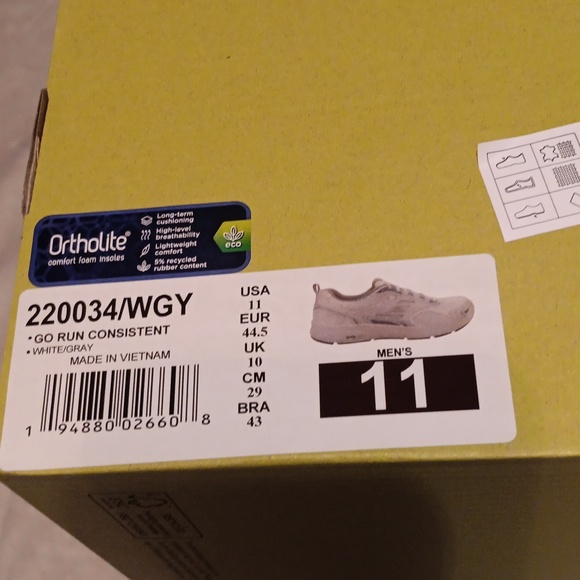 Ortholite®
comfort foam insoles
Long-term
cushioning
High-level
breathability
Lightweight
comfort
5% recycled
rubber content
eco
220034/WGY
•GO RUN CONSISTENT
•WHITE/GRAY
MADE IN VIETNAM
1 94880 02660 8
USA
11
EUR
44.5
UK
10
CM
29
BRA
43
MEN'S
11